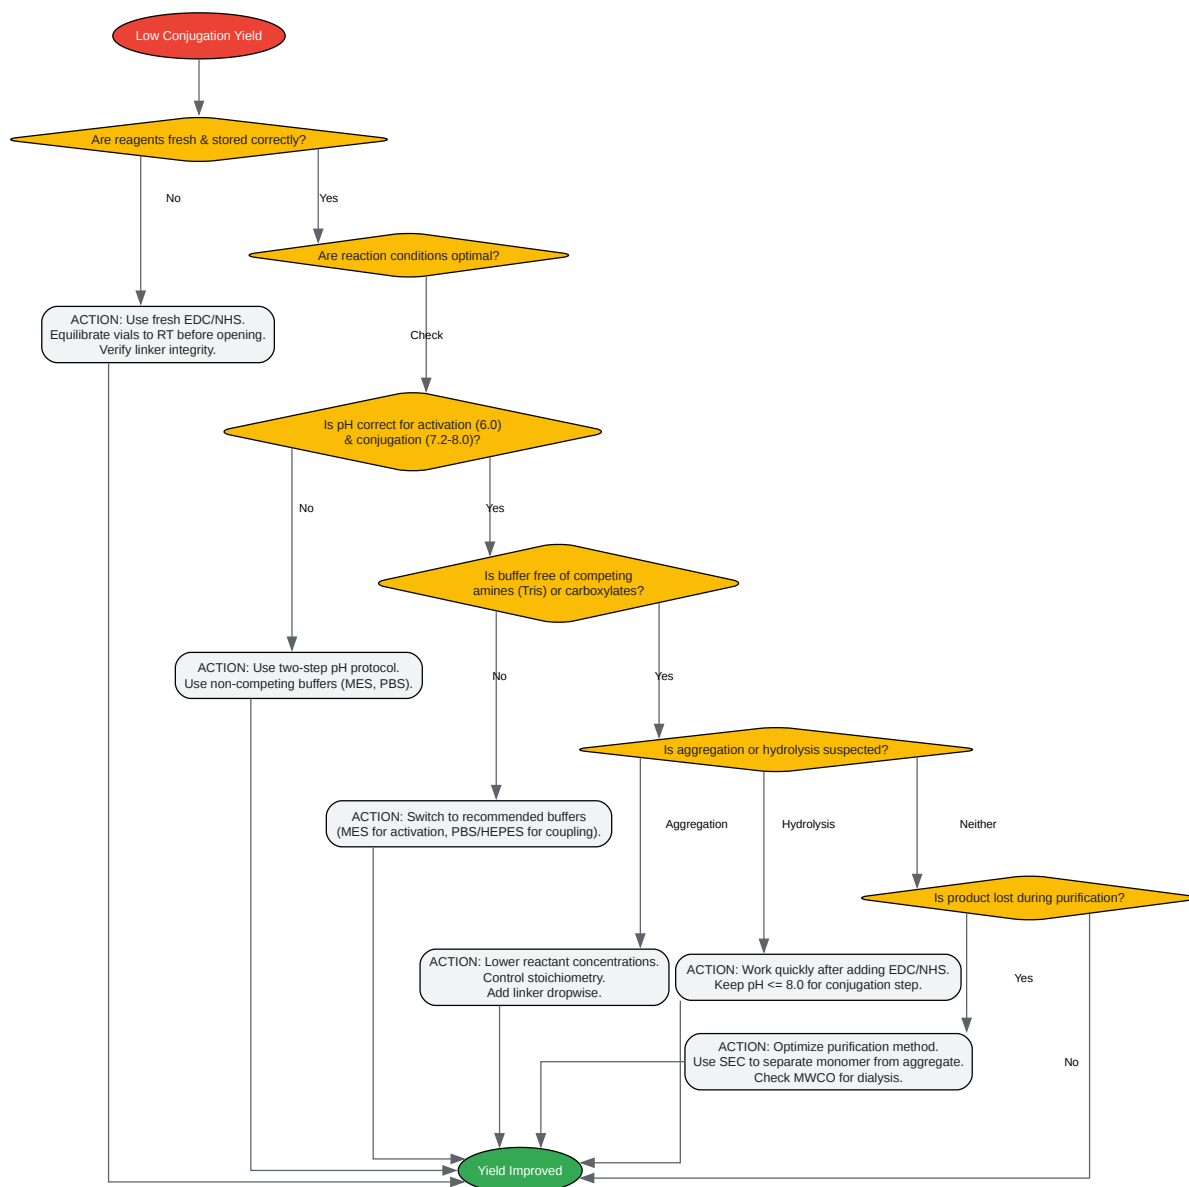 Low Conjugation Yield
Are reagents fresh & stored correctly?
No
Yes
Are reaction conditions optimal?
ACTION: Use fresh EDC/NHS.
Equilibrate vials to RT before opening.
Verify linker integrity.
Check
Is pH correct for activation (6.0)
& conjugation (7.2-8.0)?
No
Yes
Is buffer free of competing
amines (Tris) or carboxylates?
ACTION: Use two-step pH protocol.
Use non-competing buffers (MES, PBS).
No
Yes
Is aggregation or hydrolysis suspected?
ACTION: Switch to recommended buffers
(MES for activation, PBS/HEPES for coupling).
Aggregation
Hydrolysis
Neither
Is product lost during purification?
ACTION: Lower reactant concentrations.
Control stoichiometry.
Add linker dropwise.
ACTION: Work quickly after adding EDC/NHS.
Keep pH <= 8.0 for conjugation step.
Yes
ACTION: Optimize purification method.
Use SEC to separate monomer from aggregate.
Check MWCO for dialysis.
No
Yield Improved